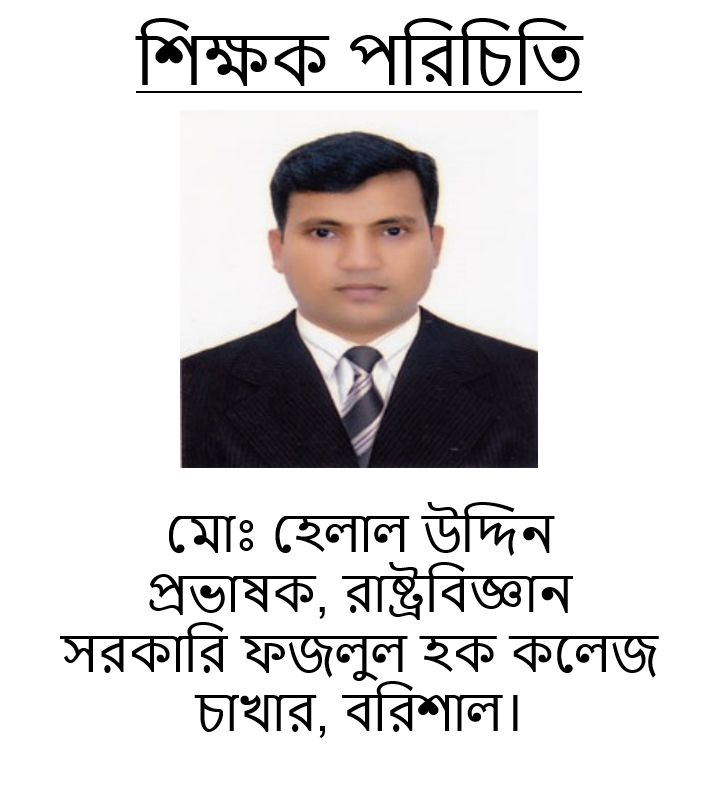 শিক্ষক পরিচিতি
মোঃ হেলাল উদ্দিন
প্রভাষক, রাষ্ট্রবিজ্ঞান
সরকারি ফজলুল হক কলেজ
চাখার, বরিশাল।